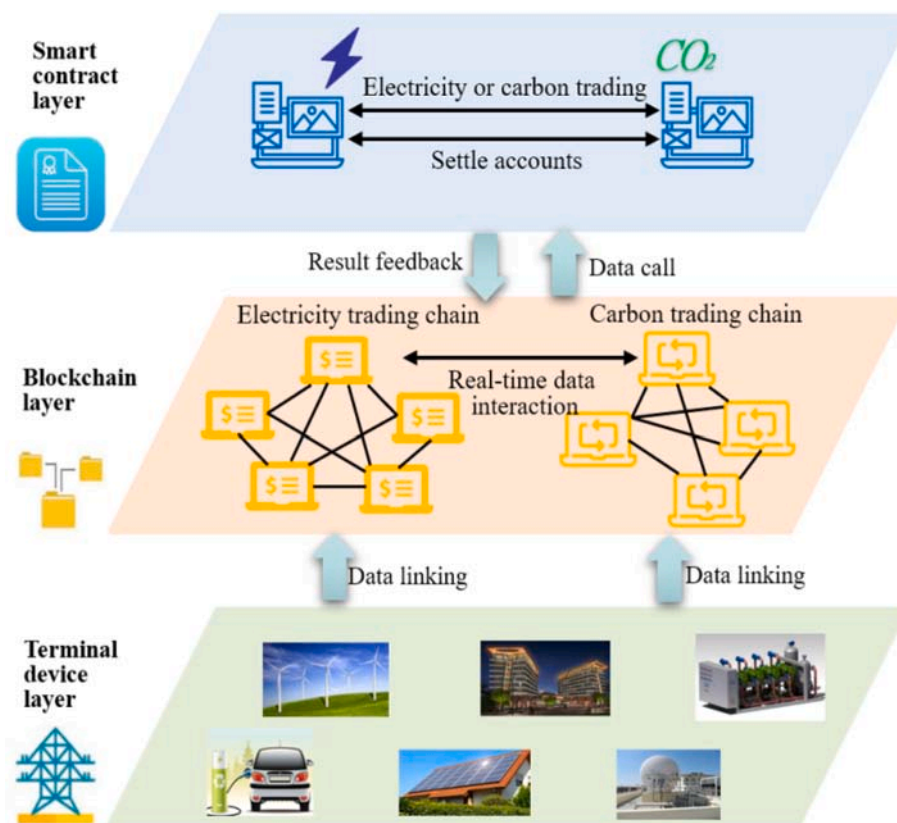 Smart
contract
layer
CO₂
Electricity or carbon trading
Settle accounts
Result feedback
Data call
Electricity trading chain
Carbon trading chain
Blockchain
layer
Real-time data
interaction
$
$
$
$
$
Data linking
Data linking
Terminal
device
layer